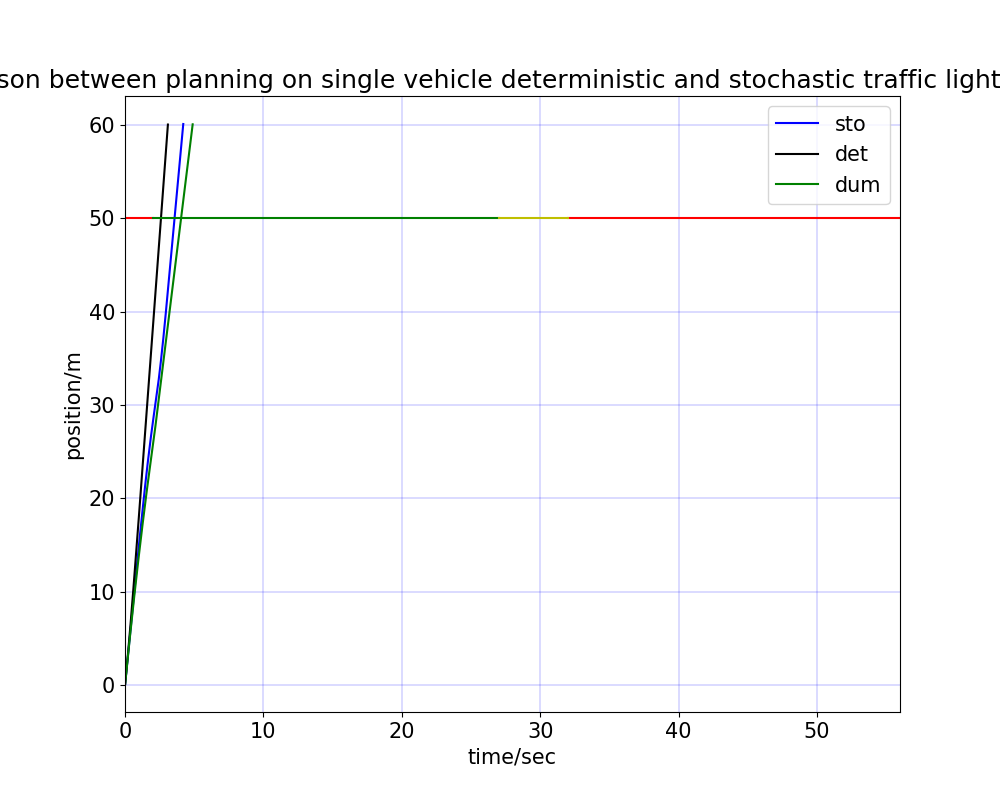 son between planning on single vehicle deterministic and stochastic traffic light
sto
det
dum
60
50
40
30
20
10
0
position/m
0 10 20 30 40 50
time/sec